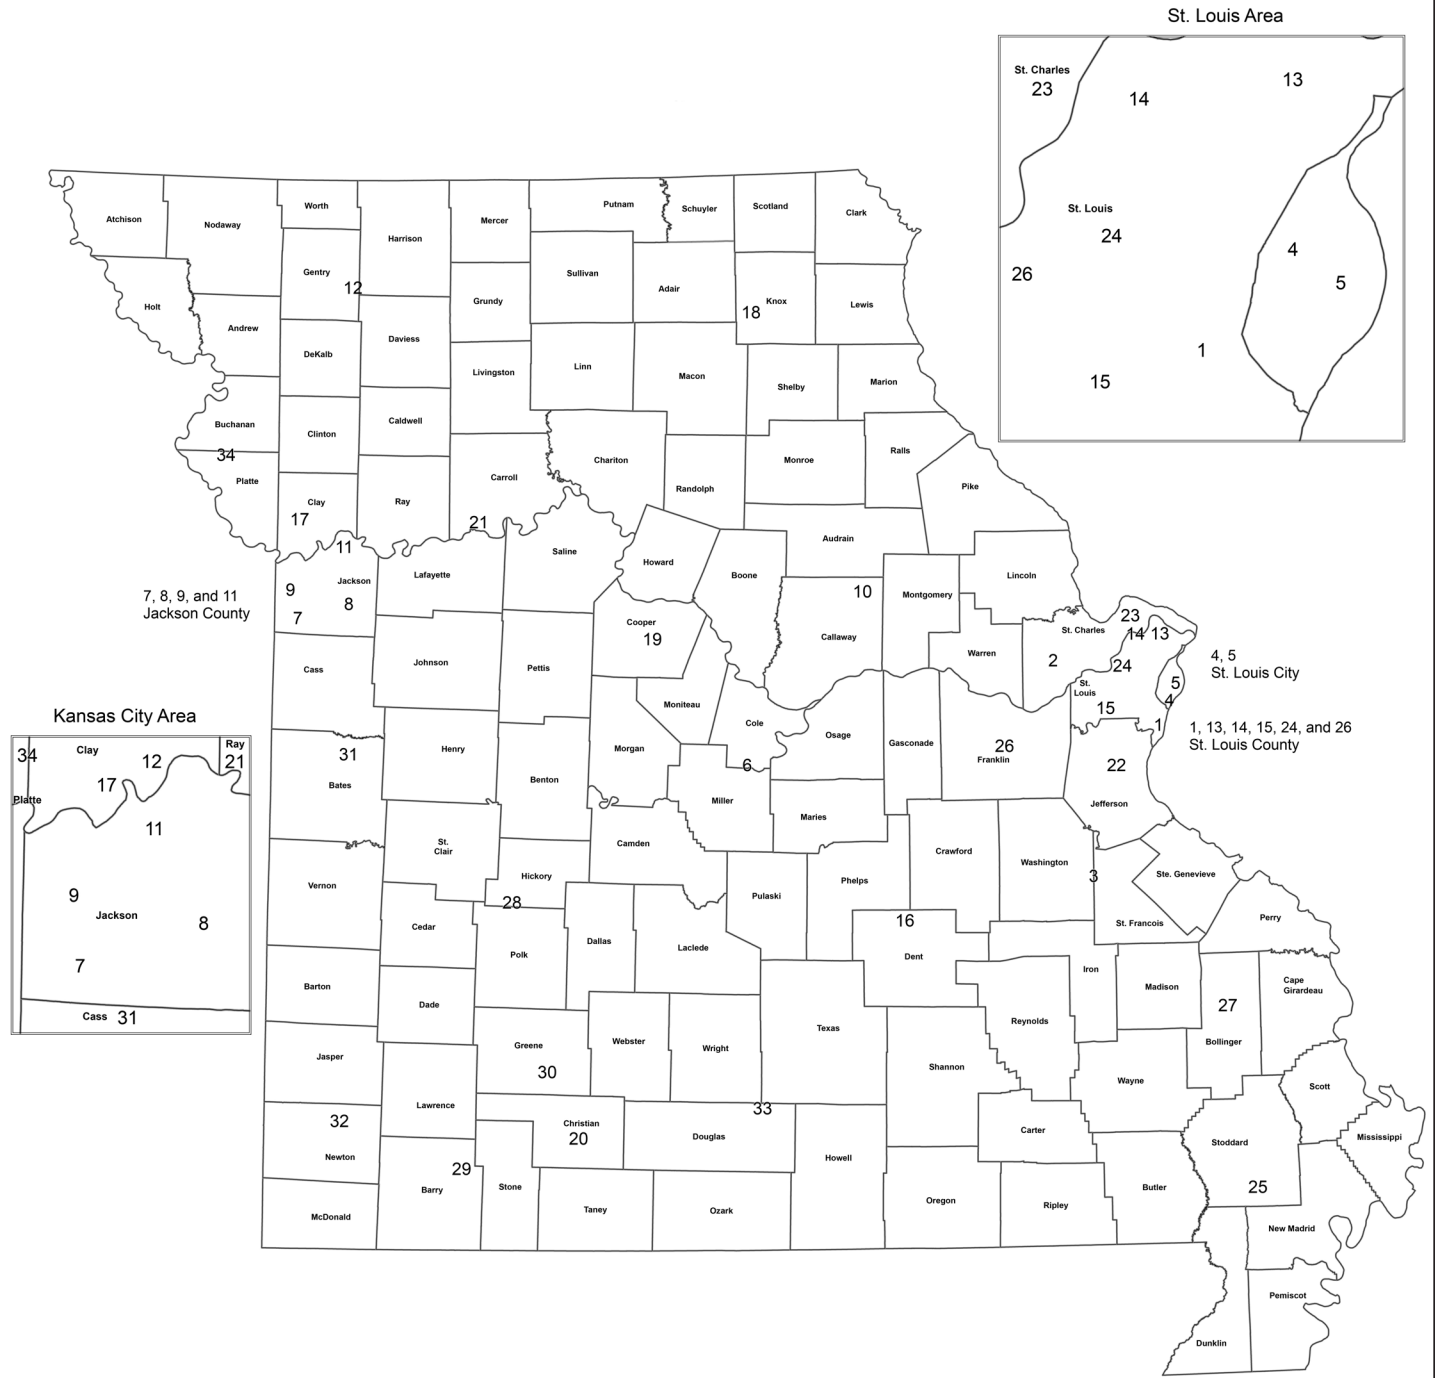 St. Louis Area
St. Charles
23
14
13
St. Louis
24
4
26
5
1
15
Atchison
Nodaway
Worth
Harrison
Mercer
Putnam
Schuyler
Scotland
Clark
Holt
Gentry
12
Grundy
Sullivan
Adair
18
Knox
Lewis
Andrew
DeKalb
Daviess
Livingston
Linn
Macon
Shelby
Marion
Buchanan
34
Platte
Clinton
Caldwell
Carroll
Chariton
Randolph
Monroe
Ralls
Pike
Clay
17
Ray
21
11
Saline
Howard
Boone
Audrain
10
Montgomery
Lincoln
7, 8, 9, and 11
Jackson County
9
Jackson
8
7
Lafayette
Cooper
19
Callaway
Warren
St. Charles
2
23
14 13
24
4, 5
St. Louis City
Cass
Johnson
Pettis
Moniteau
Cole
Osage
Gasconade
26
Franklin
St.
Louis
15
5
4
1
1, 13, 14, 15, 24, and 26
St. Louis County
31
Bates
Henry
Benton
Morgan
6
Miller
Maries
22
Jefferson
Kansas City Area
34
Clay
12
Ray
21
17
Platte
11
9
Jackson
8
7
Cass 31
Vernon
St.
Clair
Hickory
28
Camden
Pulaski
Phelps
Crawford
Washington
3
Ste. Genevieve
St. Francois
Perry
Cedar
Polk
Dallas
Laclede
16
Dent
Iron
Madison
27
Bollinger
Cape
Girardeau
Barton
Dade
Greene
30
Webster
Wright
Texas
Reynolds
Shannon
Wayne
Scott
Jasper
Lawrence
Christian
20
Douglas
33
Carter
Stoddard
25
Mississippi
32
Newton
29
Barry
Stone
Taney
Ozark
Howell
Oregon
Ripley
Butler
New Madrid
McDonald
Pemiscot
Dunklin